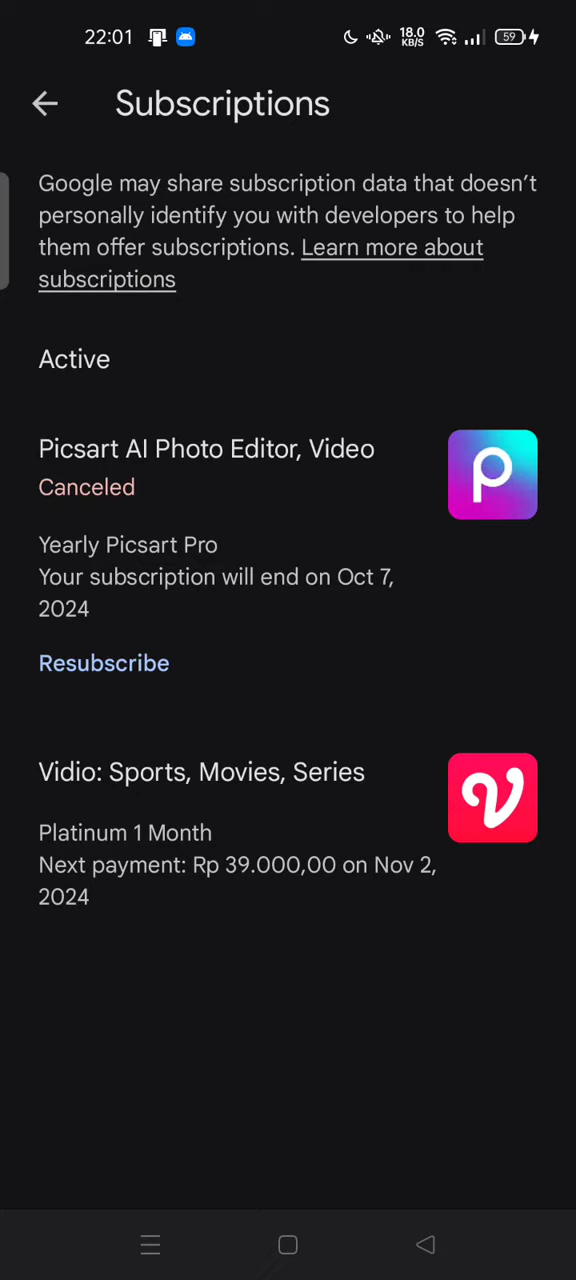 22:01
18.0
KB/S
59
Subscriptions
Google may share subscription data that doesn’t
personally identify you with developers to help
them offer subscriptions. Learn more about
subscriptions
Active
Picsart AI Photo Editor, Video
Canceled
Yearly Picsart Pro
Your subscription will end on Oct 7,
2024
Resubscribe
Vidio: Sports, Movies, Series
Platinum 1 Month
Next payment: Rp 39.000,00 on Nov 2,
2024